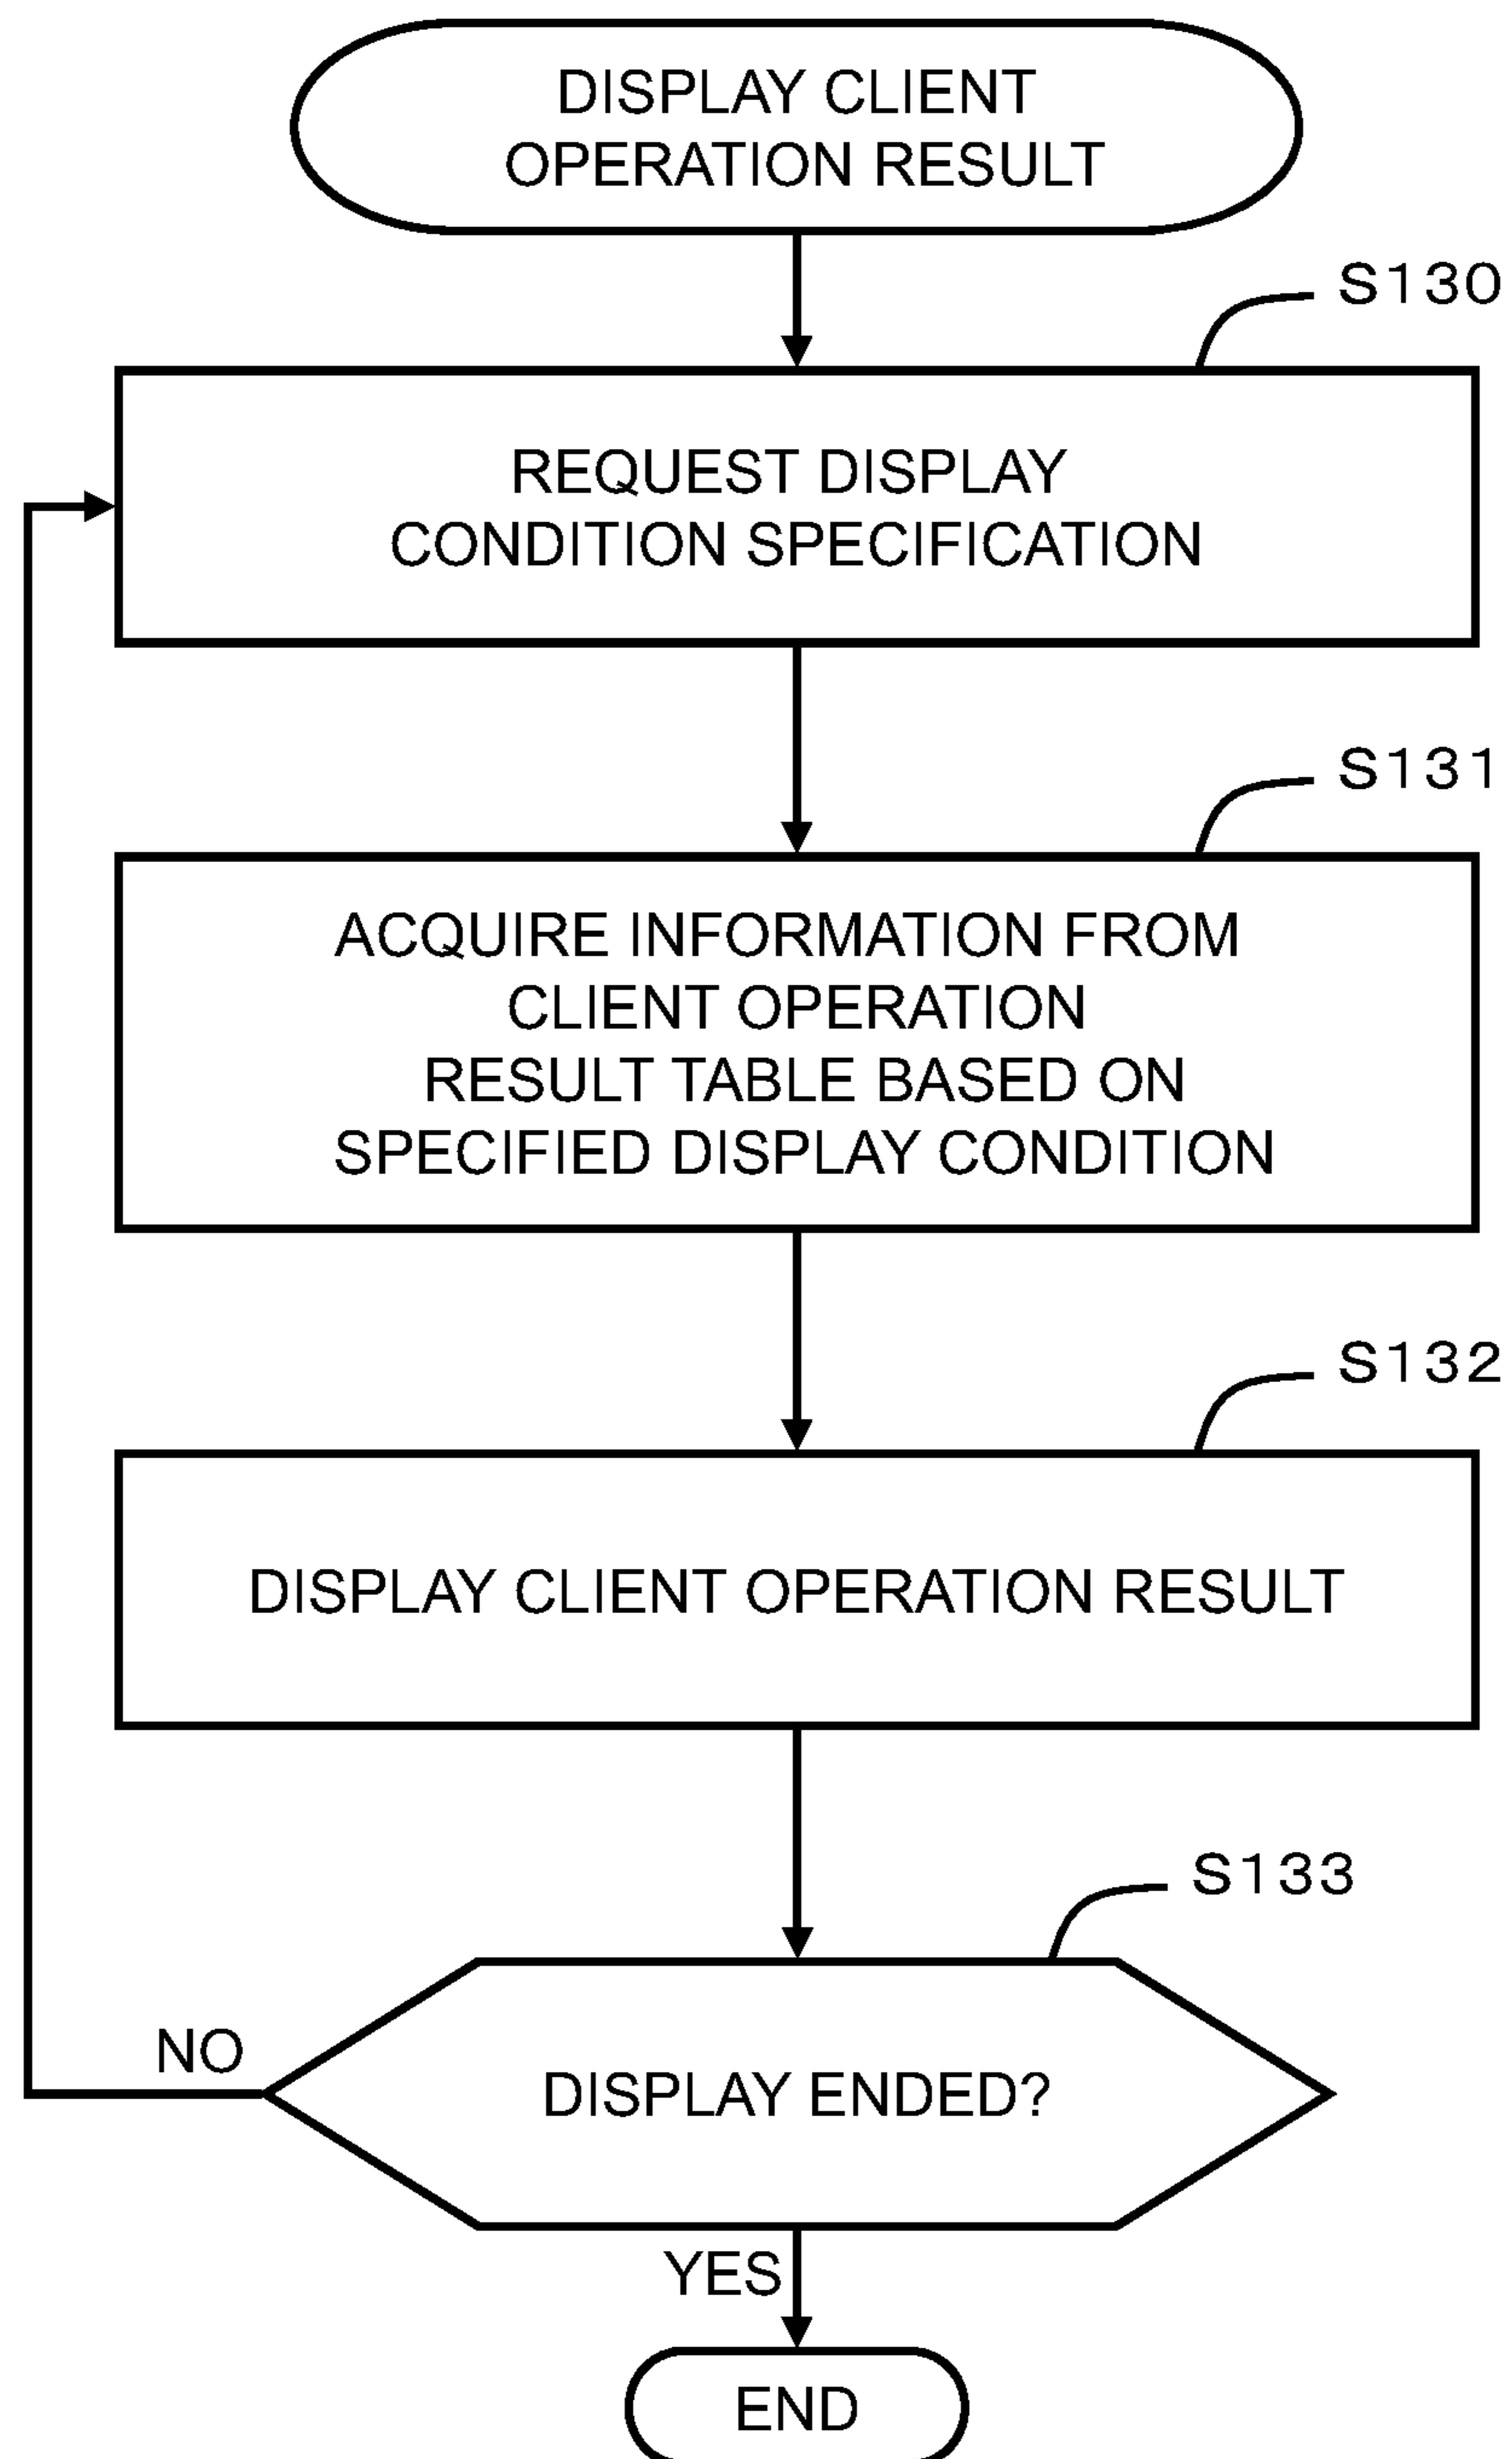 DISPLAY CLIENT
OPERATION RESULT
S130
REQUEST DISPLAY
CONDITION SPECIFICATION
S131
ACQUIRE INFORMATION FROM
CLIENT OPERATION
RESULT TABLE BASED ON
SPECIFIED DISPLAY CONDITION
S132
DISPLAY CLIENT OPERATION RESULT
S133
NO
DISPLAY ENDED?
YES
END